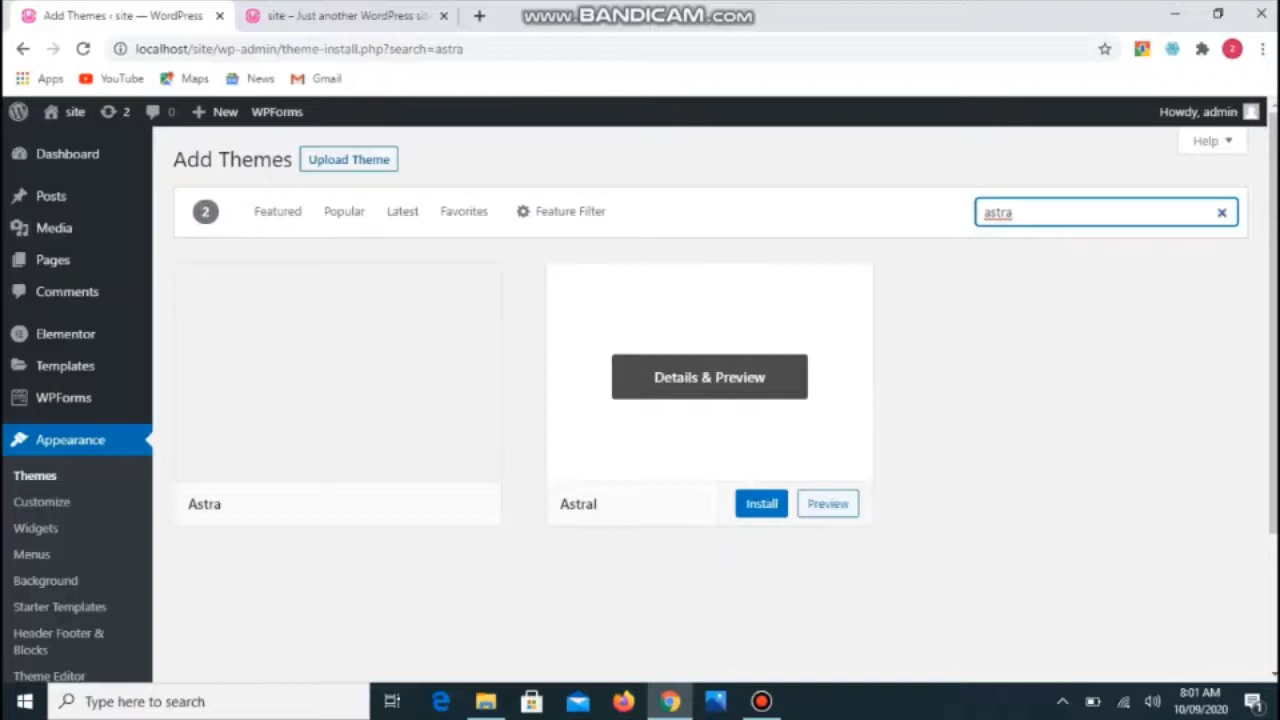 Add Themes ‹ site — WordPress
site – Just another WordPress sit
www.BANDICAM.com
localhost/site/wp-admin/theme-install.php?search=astra
2
Apps
YouTube
Maps
News
Gmail
site
2
0
New
WPForms
Howdy, admin
Dashboard
Posts
Media
Pages
Comments
Elementor
Templates
WPForms
Appearance
Themes
Customize
Widgets
Menus
Background
Starter Templates
Header Footer &
Blocks
Theme Editor
Add Themes
Upload Theme
Help
2
Featured
Popular
Latest
Favorites
Feature Filter
astra
Details & Preview
Astra
Astral
Install
Preview
Type here to search
8:01 AM
10/09/2020
1